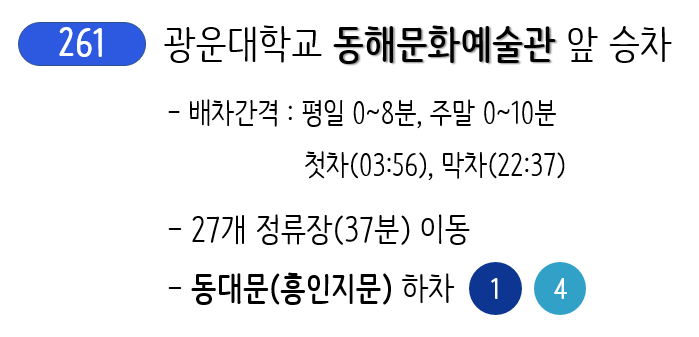 261 광운대학교 동해문화예술관 앞 승차
- 배차간격 : 평일 0~8분, 주말 0~10분
첫차(03:56), 막차(22:37)
- 27개 정류장(37분) 이동
- 동대문(흥인지문) 하차 1 4